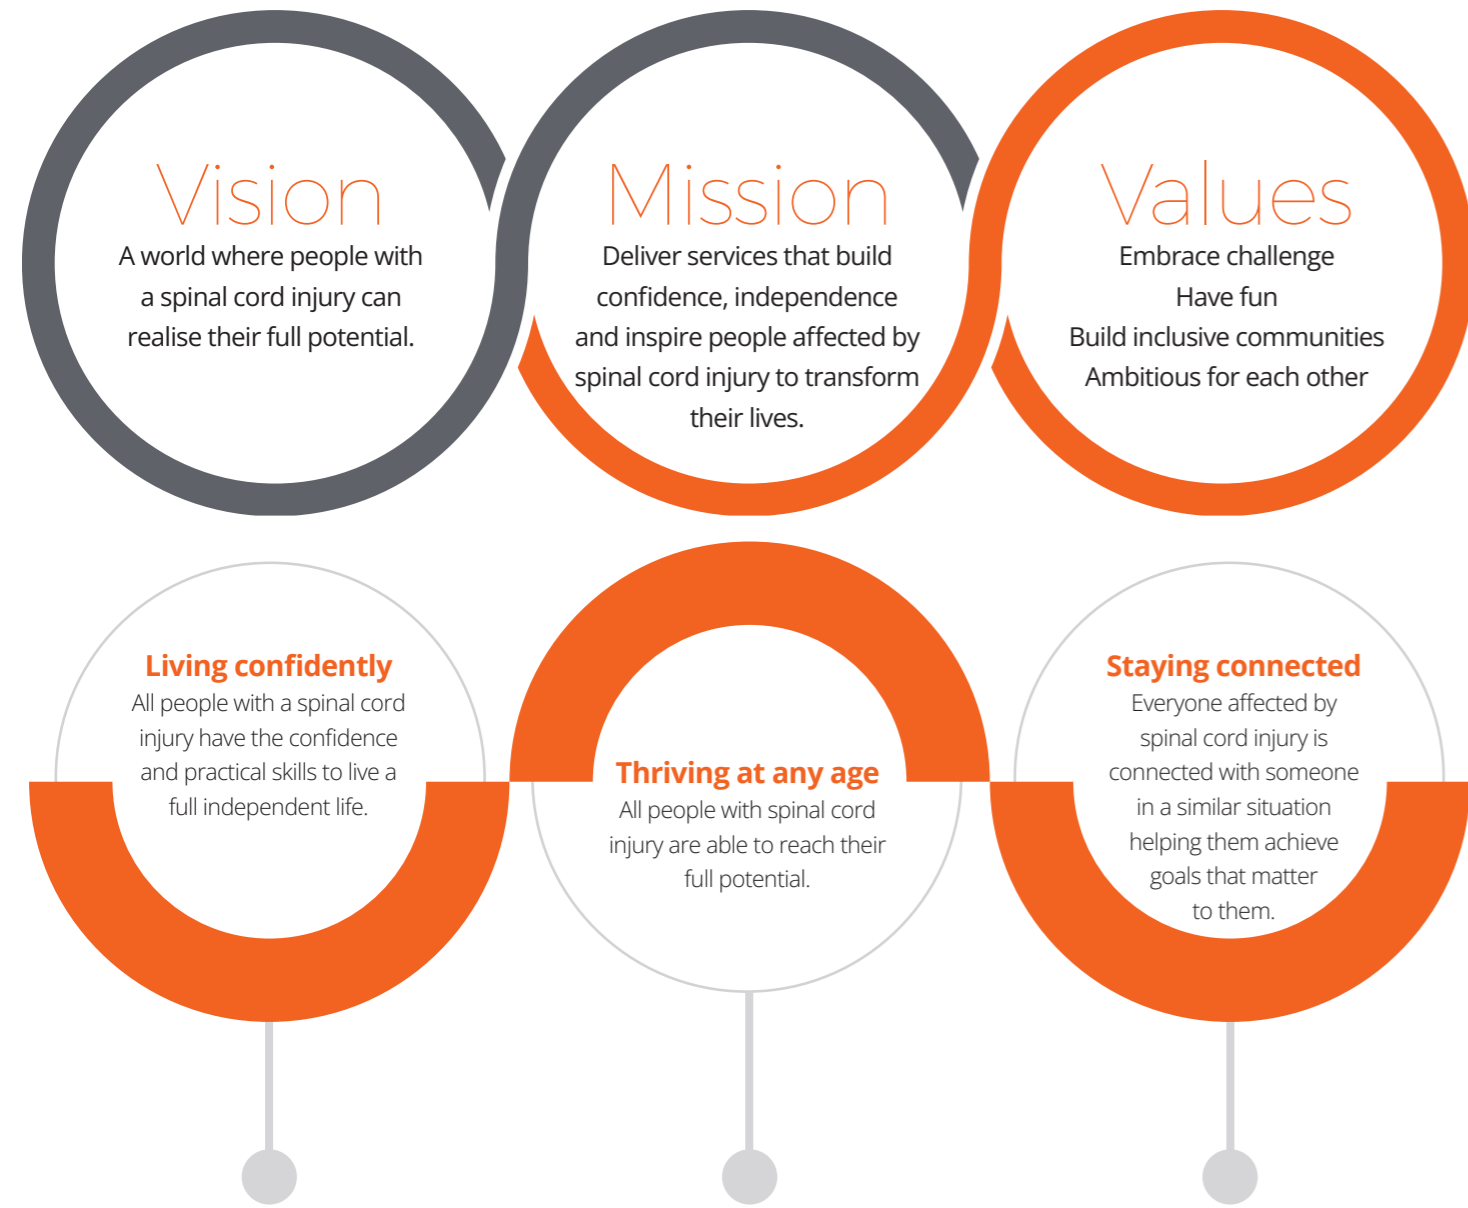 Vision
A world where people with
a spinal cord injury can
realise their full potential.
Mission
Deliver services that build
confidence, independence
and inspire people affected by
spinal cord injury to transform
their lives.
Values
Embrace challenge
Have fun
Build inclusive communities
Ambitious for each other
Living confidently
All people with a spinal cord
injury have the confidence
and practical skills to live a
full independent life.
Thriving at any age
All people with spinal cord
injury are able to reach their
full potential.
Staying connected
Everyone affected by
spinal cord injury is
connected with someone
in a similar situation
helping them achieve
goals that matter
to them.